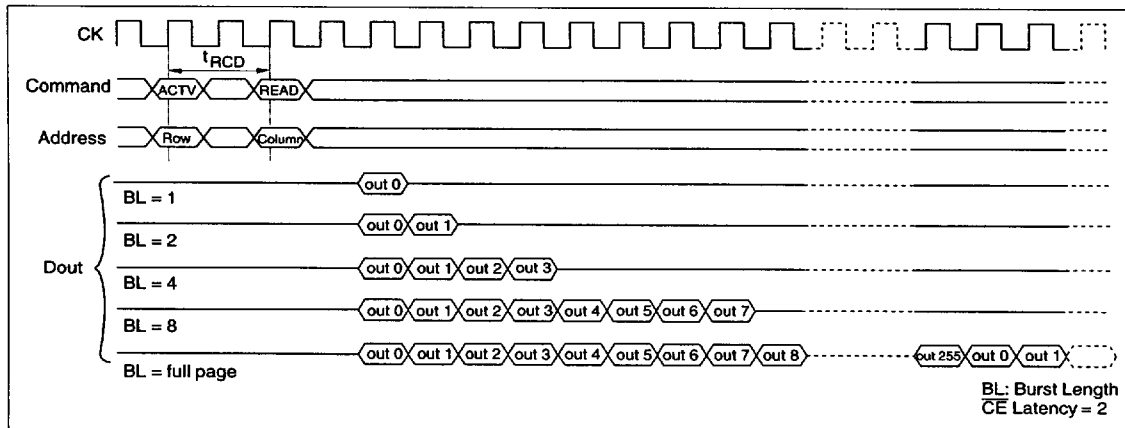 CK
tRCD
Command ACTV READ
Address Row Column
Dout
out 0
BL = 1
out 0 out 1
BL = 2
out 0 out 1 out 2 out 3
BL = 4
out 0 out 1 out 2 out 3 out 4 out 5 out 6 out 7
BL = 8
out 0 out 1 out 2 out 3 out 4 out 5 out 6 out 7 out 8 out 255 out 0 out 1
BL = full page
BL: Burst Length
CE Latency = 2